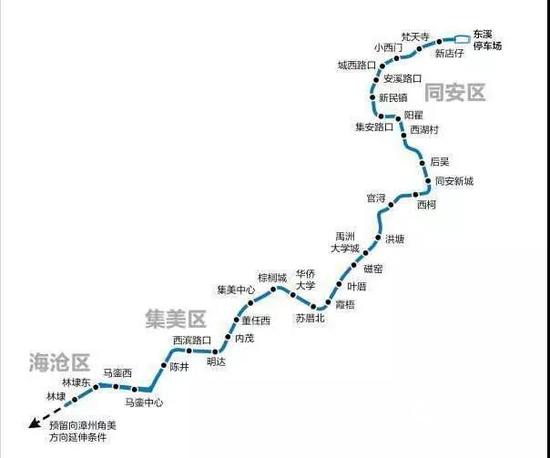 东溪
停车场
梵天寺
小西门
新店仔
城西路口
安溪路口
同安区
新民镇
阳翟
集安路口
西湖村
后吴
同安新城
官浔
西柯
禹洲
大学城
洪塘
磁窑
华侨
大学
棕榈城
集美中心
叶厝
霞梧
苏厝北
集美区
董任西
西滨路口
内茂
明达
海沧区
陈井
马銮西
林埭东
马銮中心
林埭
预留向漳州角美
方向延伸条件